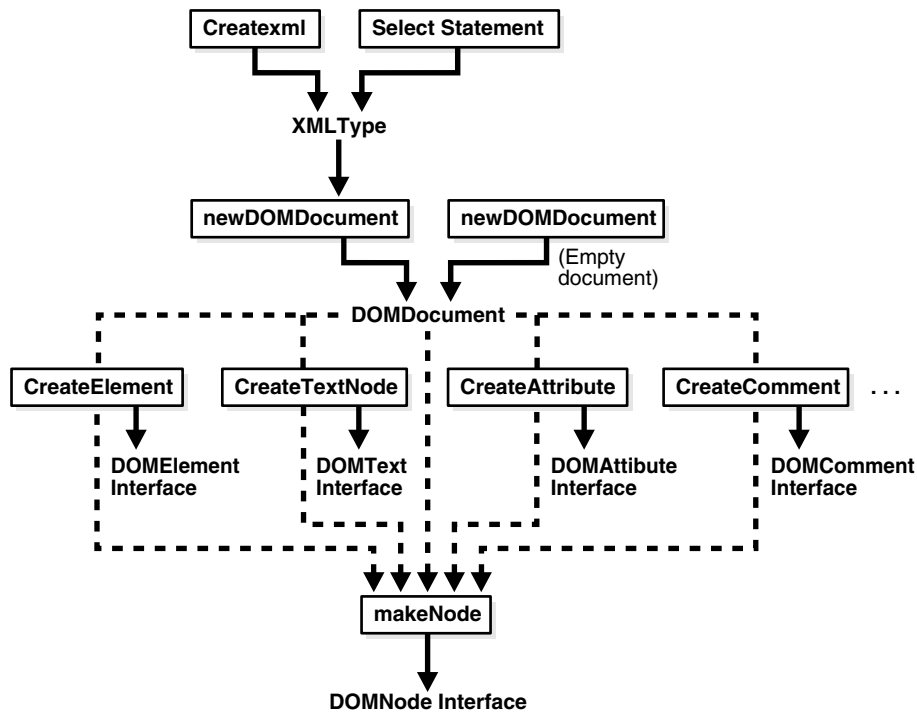 Createxml
Select Statement
XMLType
newDOMDocument
newDOMDocument
(Empty
document)
DOMDocument
CreateElement
CreateTextNode
CreateAttribute
CreateComment
...
DOMElement
Interface
DOMText
Interface
DOMAttibute
Interface
DOMComment
Interface
makeNode
DOMNode Interface